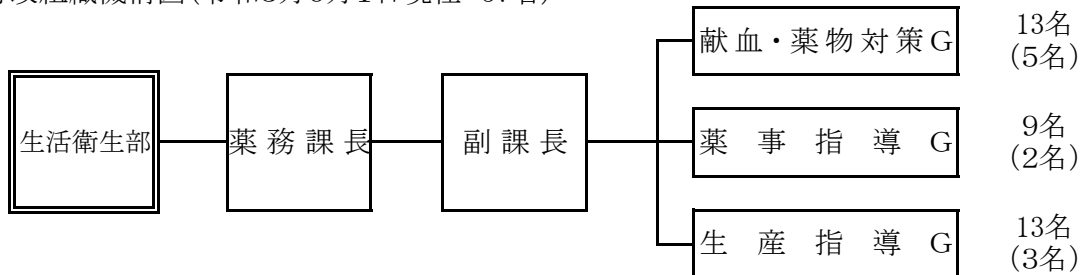 献血・薬物対策G
13名
(5名)
生活衛生部
薬務課長
副課長
薬事指導G
9名
(2名)
生産指導G
13名
(3名)